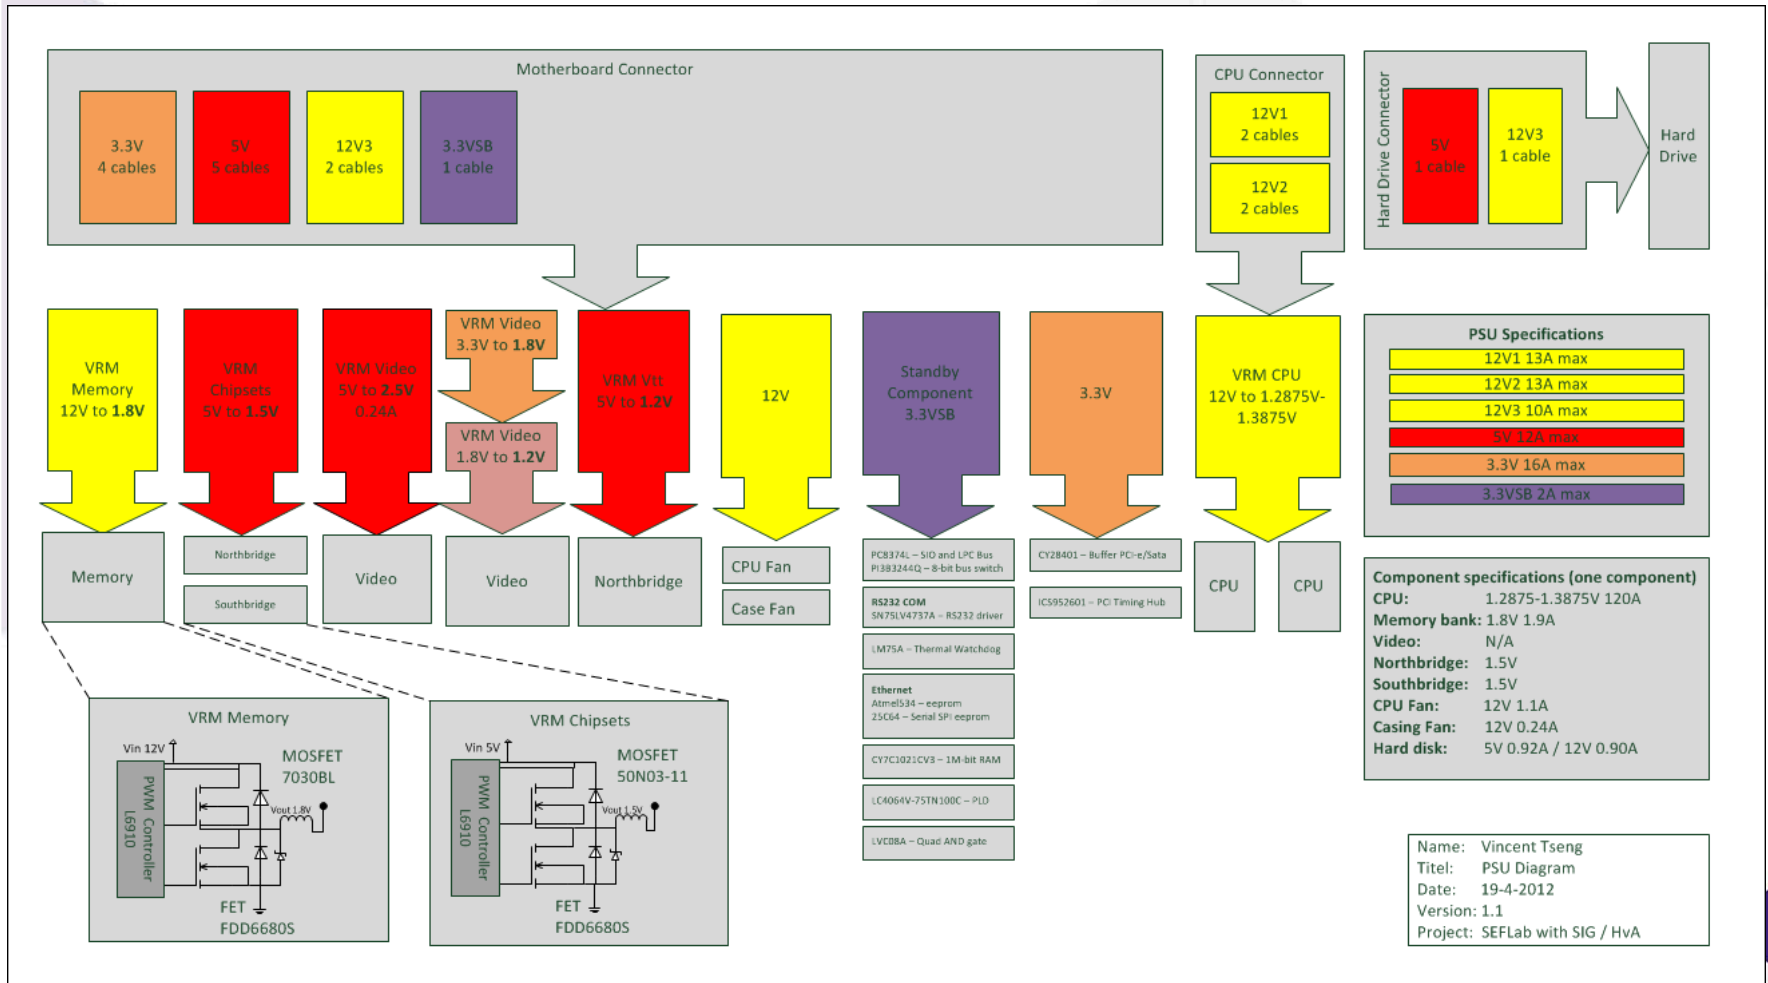 Motherboard Connector
3.3V
4 cables
5V
5 cables
12V3
2 cables
3.3VSB
1 cable
CPU Connector
12V1
2 cables
12V2
2 cables
Hard Drive Connector
5V
1 cable
12V3
1 cable
Hard
Drive
VRM
Memory
12V to 1.8V
VRM
Chipsets
5V to 1.5V
VRM Video
5V to 2.5V
0.24A
VRM Video
3.3V to 1.8V
VRM Video
1.8V to 1.2V
VRM Vtt
5V to 1.2V
12V
Standby
Component
3.3VSB
3.3V
VRM CPU
12V to 1.2875V-
1.3875V
PSU Specifications
12V1 13A max
12V2 13A max
12V3 10A max
5V 12A max
3.3V 16A max
3.3VSB 2A max
Memory
Northbridge
Southbridge
Video
Video
Northbridge
CPU Fan
Case Fan
PC8374L – SIO and LPC Bus
PI3B3244Q – 8-bit bus switch
RS232 COM
SN75LV4737A – RS232 driver
LM75A – Thermal Watchdog
Ethernet
Atmel534 – eeprom
25C64 – Serial SPI eeprom
CY7C1021CV3 – 1M-bit RAM
LC4064V-75TN100C – PLD
LVC08A – Quad AND gate
CY28401 – Buffer PCI-e/Sata
ICS952601 – PCI Timing Hub
CPU
CPU
Component specifications (one component)
CPU: 1.2875-1.3875V 120A
Memory bank: 1.8V 1.9A
Video: N/A
Northbridge: 1.5V
Southbridge: 1.5V
CPU Fan: 12V 1.1A
Casing Fan: 12V 0.24A
Hard disk: 5V 0.92A / 12V 0.90A
VRM Memory
Vin 12V
MOSFET
7030BL
PWM Controller
L6910
Vout 1.8V
FET
FDD6680S
VRM Chipsets
Vin 5V
MOSFET
50N03-11
PWM Controller
L6910
Vout 1.5V
FET
FDD6680S
Name: Vincent Tseng
Titel: PSU Diagram
Date: 19-4-2012
Version: 1.1
Project: SEFLab with SIG / HvA